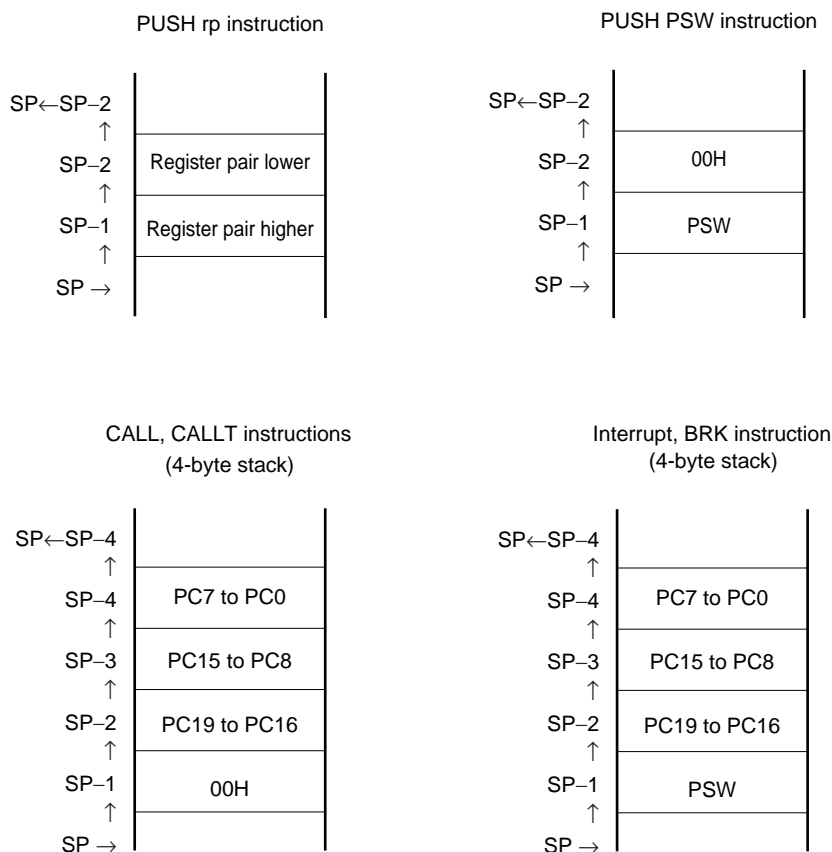 PUSH rp instruction
SP←SP–2
↑
SP–2
Register pair lower
↑
SP–1
Register pair higher
↑
SP →
PUSH PSW instruction
SP←SP–2
↑
SP–2
00H
↑
SP–1
PSW
↑
SP →
CALL, CALLT instructions
(4-byte stack)
SP←SP–4
↑
SP–4
PC7 to PC0
↑
SP–3
PC15 to PC8
↑
SP–2
PC19 to PC16
↑
SP–1
00H
↑
SP →
Interrupt, BRK instruction
(4-byte stack)
SP←SP–4
↑
SP–4
PC7 to PC0
↑
SP–3
PC15 to PC8
↑
SP–2
PC19 to PC16
↑
SP–1
PSW
↑
SP →